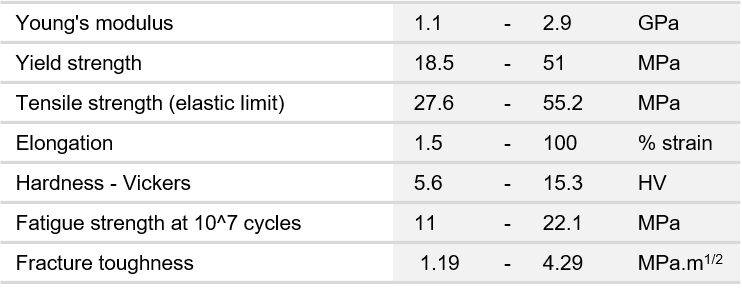 Young's modulus 1.1 - 2.9 GPa
Yield strength 18.5 - 51 MPa
Tensile strength (elastic limit) 27.6 - 55.2 MPa
Elongation 1.5 - 100 % strain
Hardness - Vickers 5.6 - 15.3 HV
Fatigue strength at 10^7 cycles 11 - 22.1 MPa
Fracture toughness 1.19 - 4.29 MPa.m1/2